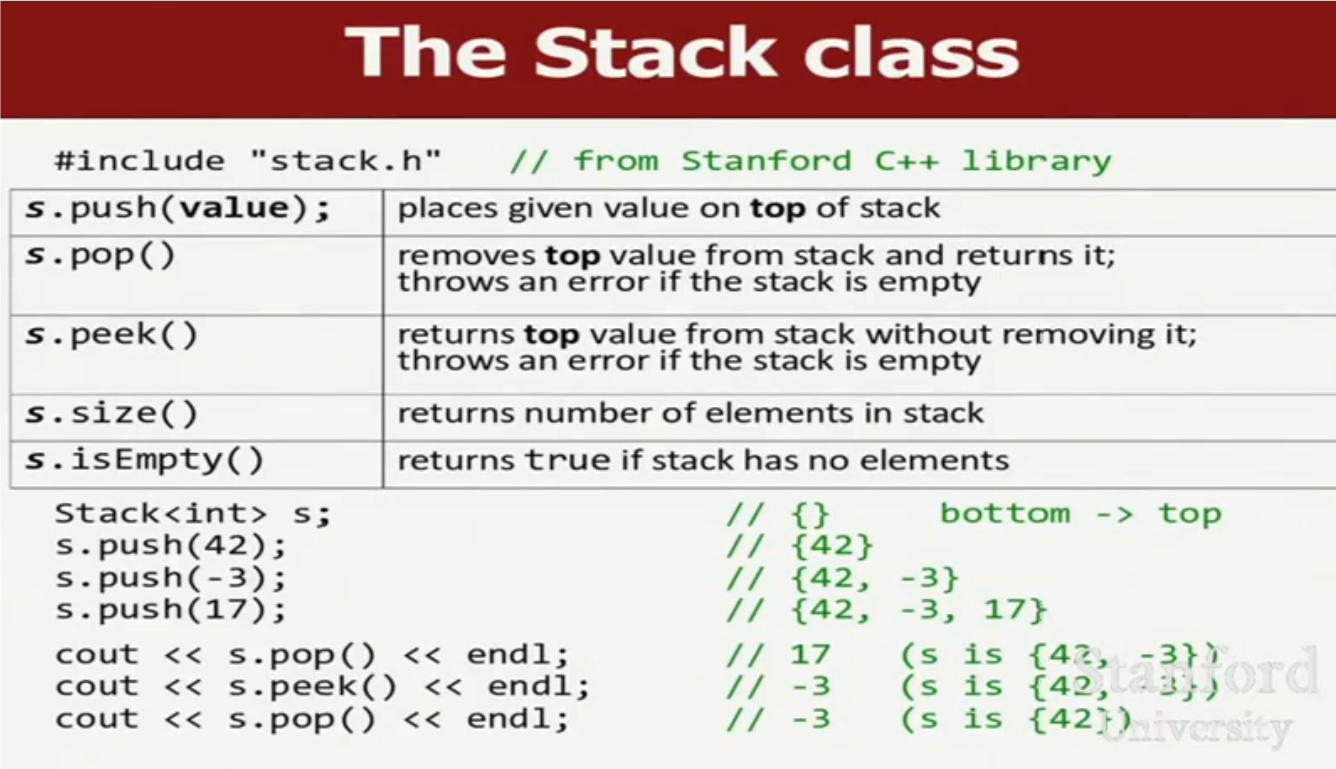 The Stack class
#include "stack.h" // from Stanford C++ library
s.push(value); places given value on top of stack
s.pop() removes top value from stack and returns it;
throws an error if the stack is empty
s.peek() returns top value from stack without removing it;
throws an error if the stack is empty
s.size() returns number of elements in stack
s.isEmpty() returns true if stack has no elements
Stack<int> s; // {} bottom -> top
s.push(42); // {42}
s.push(-3); // {42, -3}
s.push(17); // {42, -3, 17}
cout << s.pop() << endl; // 17 (s is {42, -3})
cout << s.peek() << endl; // -3 (s is {42, -3})
cout << s.pop() << endl; // -3 (s is {42})
Stanford
University